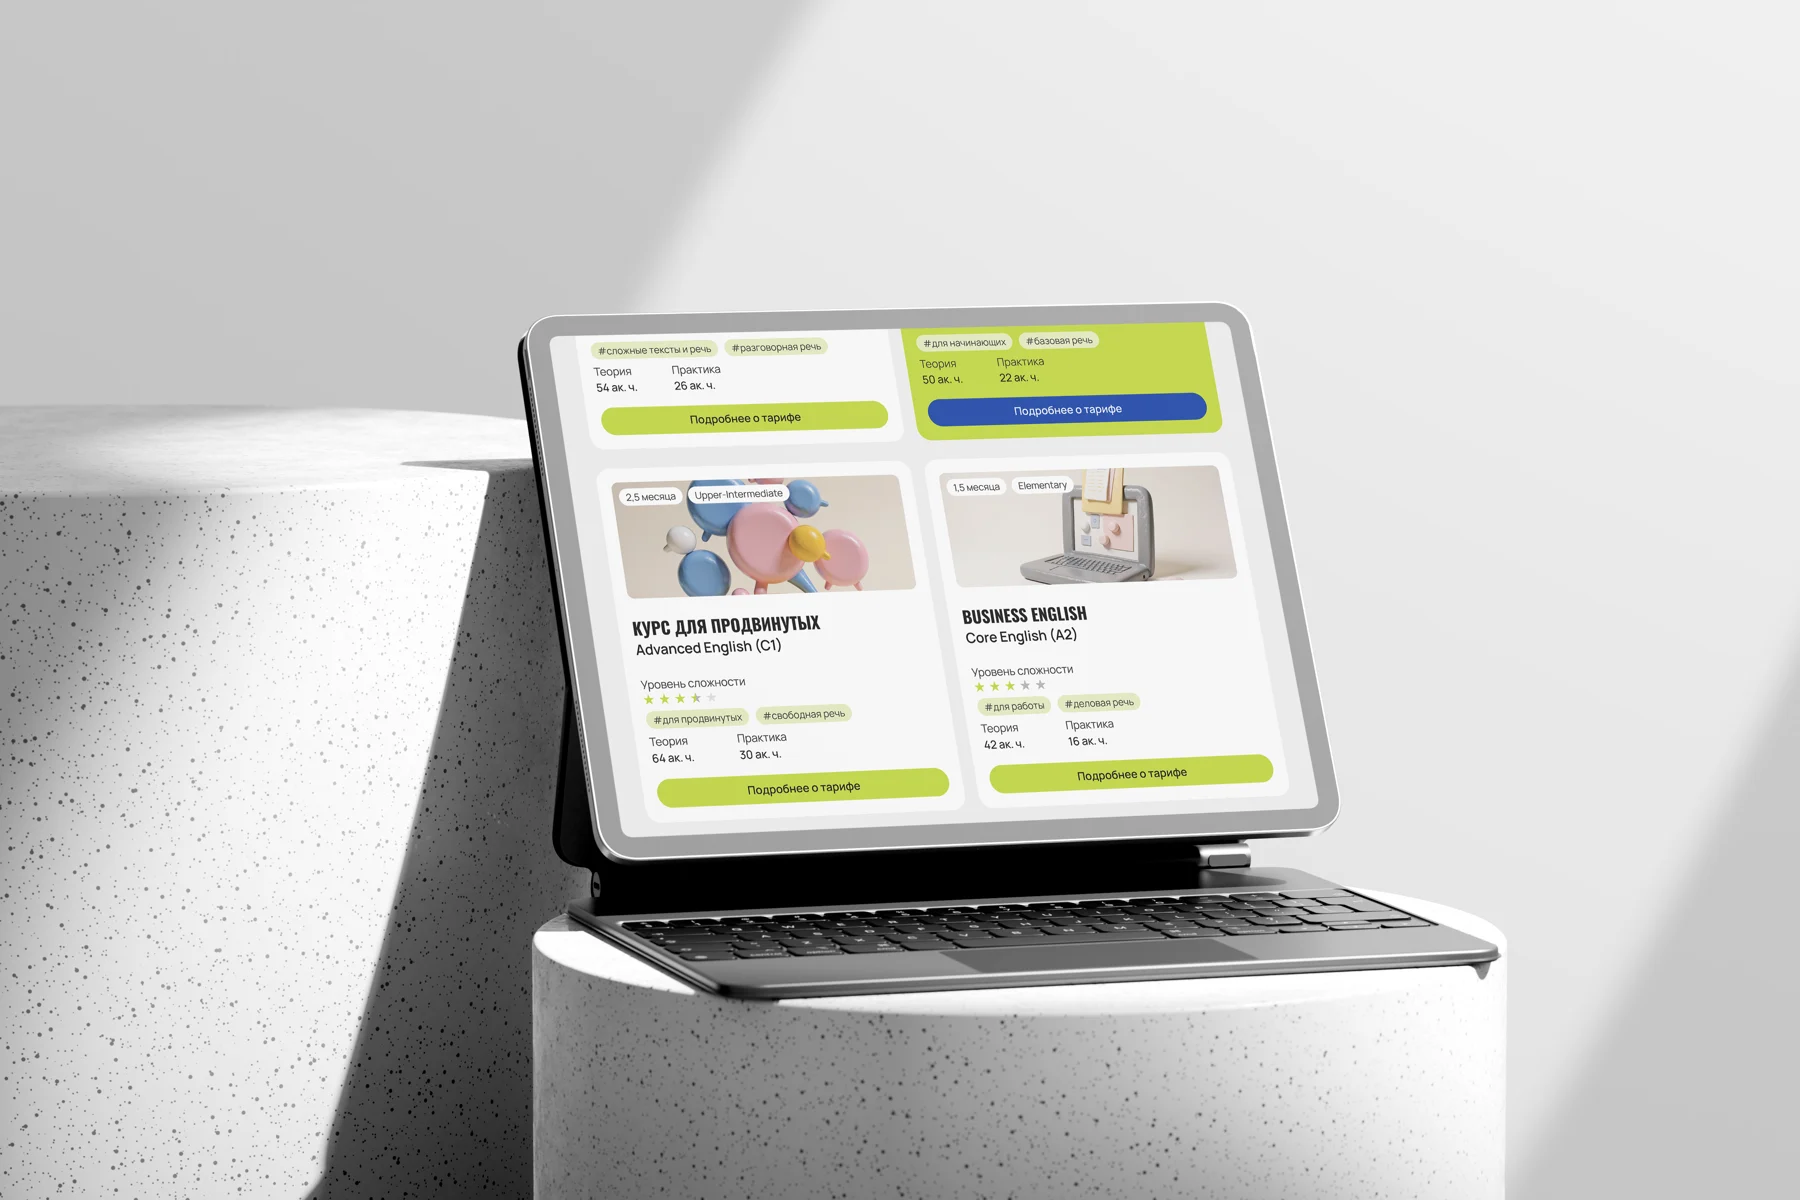 #сложные тексты и речь #разговорная речь
Теория Практика
54 ак. ч. 26 ак. ч.
Подробнее о тарифе
#для начинающих #базовая речь
Теория Практика
50 ак. ч. 22 ак. ч.
Подробнее о тарифе
2,5 месяца Upper-Intermediate
КУРС ДЛЯ ПРОДВИНУТЫХ
Advanced English (C1)
Уровень сложности
#для продвинутых #свободная речь
Теория Практика
64 ак. ч. 30 ак. ч.
Подробнее о тарифе
1,5 месяца Elementary
BUSINESS ENGLISH
Core English (A2)
Уровень сложности
#для работы #деловая речь
Теория Практика
42 ак. ч. 16 ак. ч.
Подробнее о тарифе